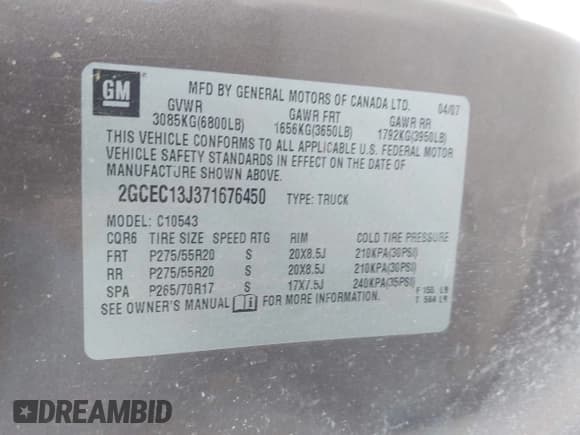 GM
MFD BY GENERAL MOTORS OF CANADA LTD. 04/07
GVWR GAWR FRT GAWR RR
3085KG(6800LB) 1656KG(3650LB) 1792KG(3950LB)
THIS VEHICLE CONFORMS TO ALL APPLICABLE U.S. FEDERAL MOTOR
VEHICLE SAFETY STANDARDS IN EFFECT ON THE DATE OF
MANUFACTURE SHOWN ABOVE.
2GCEC13J371676450 TYPE: TRUCK
MODEL: C10543
CQR6 TIRE SIZE SPEED RTG RIM COLD TIRE PRESSURE
FRT P275/55R20 S 20X8.5J 210KPA(30PSI)
RR P275/55R20 S 20X8.5J 210KPA(30PSI)
SPA P265/70R17 S 17X7.5J 240KPA(35PSI)
SEE OWNER'S MANUAL FOR MORE INFORMATION.
F 155 LB
T 564 LR
DREAMBID